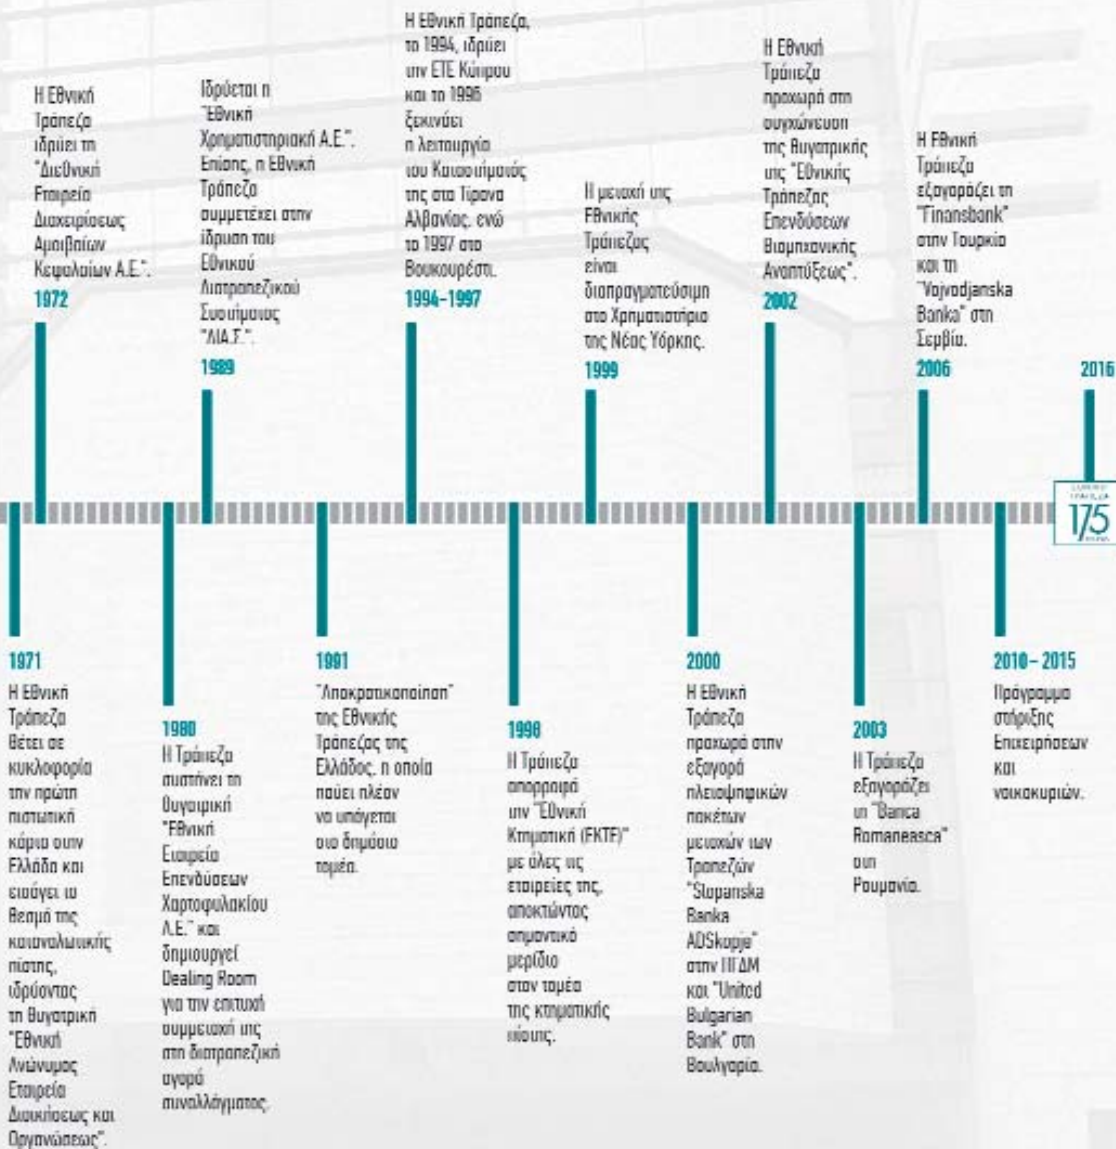 Η Εθνική
Τράπεζα
ιδρύει τη
"Διεθνική
Εταιρεία
Διαχειρίσεως
Αμοιβαίων
Κεφαλαίων Α.Ε.".
1972
Ιδρύεται η
"Εθνική
Χρηματιστηριακή Α.Ε.".
Επίσης, η Εθνική
Τράπεζα
συμμετέχει στην
ίδρυση του
Εθνικού
Διατραπεζικού
Συστήματος
"ΔΙΑ.Σ.".
1989
Η Εθνική Τράπεζα,
το 1994, ιδρύει
την ΕΤΕ Κύπρου
και το 1996
ξεκινάει
η λειτουργία
του Καταστήματός
της στα Τίρανα
Αλβανίας, ενώ
το 1997 στο
Βουκουρέστι.
1994-1997
Η μετοχή της
Εθνικής
Τράπεζας
είναι
διαπραγματεύσιμη
στο Χρηματιστήριο
της Νέας Υόρκης.
1999
Η Εθνική
Τράπεζα
προχωρά στη
συγχώνευση
της θυγατρικής
της "Εθνικής
Τράπεζας
Επενδύσεων
Βιομηχανικής
Αναπτύξεως".
2002
Η Εθνική
Τράπεζα
εξαγοράζει τη
"Finansbank"
στην Τουρκία
και τη
"Vojvodjanska
Banka" στη
Σερβία.
2006
2016
175
1971
Η Εθνική
Τράπεζα
θέτει σε
κυκλοφορία
την πρώτη
πιστωτική
κάρτα στην
Ελλάδα και
εισάγει το
θεσμό της
καταναλωτικής
πίστης,
ιδρύοντας
τη θυγατρική
"Εθνική
Ανώνυμος
Εταιρεία
Διοικήσεως και
Οργανώσεως".
1980
Η Τράπεζα
συστήνει τη
θυγατρική
"Εθνική
Εταιρεία
Επενδύσεων
Χαρτοφυλακίου
Α.Ε." και
δημιουργεί
Dealing Room
για την επιτυχή
συμμετοχή της
στη διατραπεζική
αγορά
συναλλάγματος.
1991
"Αποκρατικοποίηση"
της Εθνικής
Τράπεζας της
Ελλάδος, η οποία
παύει πλέον
να υπάγεται
στο δημόσιο
τομέα.
1998
Η Τράπεζα
απορροφά
την "Εθνική
Κτηματική (ΕΚΤΕ)"
με όλες τις
εταιρείες της,
αποκτώντας
σημαντικό
μερίδιο
στον τομέα
της κτηματικής
πίστης.
2000
Η Εθνική
Τράπεζα
προχωρά στην
εξαγορά
πλειοψηφικών
πακέτων
μετοχών των
Τραπεζών
"Stopanska
Banka
ADSkopje"
στην ΠΓΔΜ
και "United
Bulgarian
Bank" στη
Βουλγαρία.
2003
Η Τράπεζα
εξαγοράζει
τη "Banca
Romaneasca"
στη
Ρουμανία.
2010-2015
Πρόγραμμα
στήριξης
Επιχειρήσεων
και
νοικοκυριών.